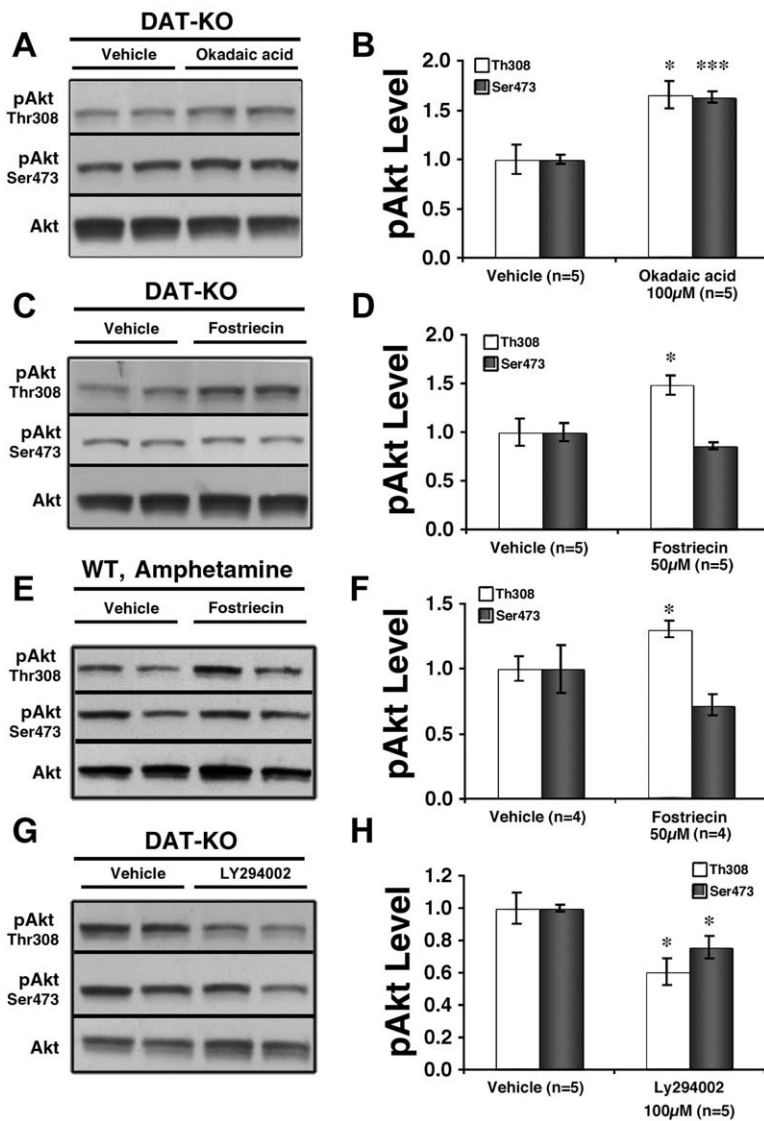 A
DAT-KO
Vehicle Okadaic acid
pAkt
Thr308
pAkt
Ser473
Akt
B
pAkt Level
2.0
1.5
1.0
0.5
0.0
Th308
Ser473
* ***
Vehicle (n=5) Okadaic acid
100µM (n=5)
C
DAT-KO
Vehicle Fostriecin
pAkt
Thr308
pAkt
Ser473
Akt
D
pAkt Level
2.0
1.5
1.0
0.5
0.0
Th308
Ser473
*
Vehicle (n=5) Fostriecin
50µM (n=5)
E
WT, Amphetamine
Vehicle Fostriecin
pAkt
Thr308
pAkt
Ser473
Akt
F
pAkt Level
1.5
1.0
0.5
0.0
Th308
Ser473
*
Vehicle (n=4) Fostriecin
50µM (n=4)
G
DAT-KO
Vehicle LY294002
pAkt
Thr308
pAkt
Ser473
Akt
H
pAkt Level
1.2
1.0
0.8
0.6
0.4
0.2
0.0
Th308
Ser473
* *
Vehicle (n=5) Ly294002
100µM (n=5)